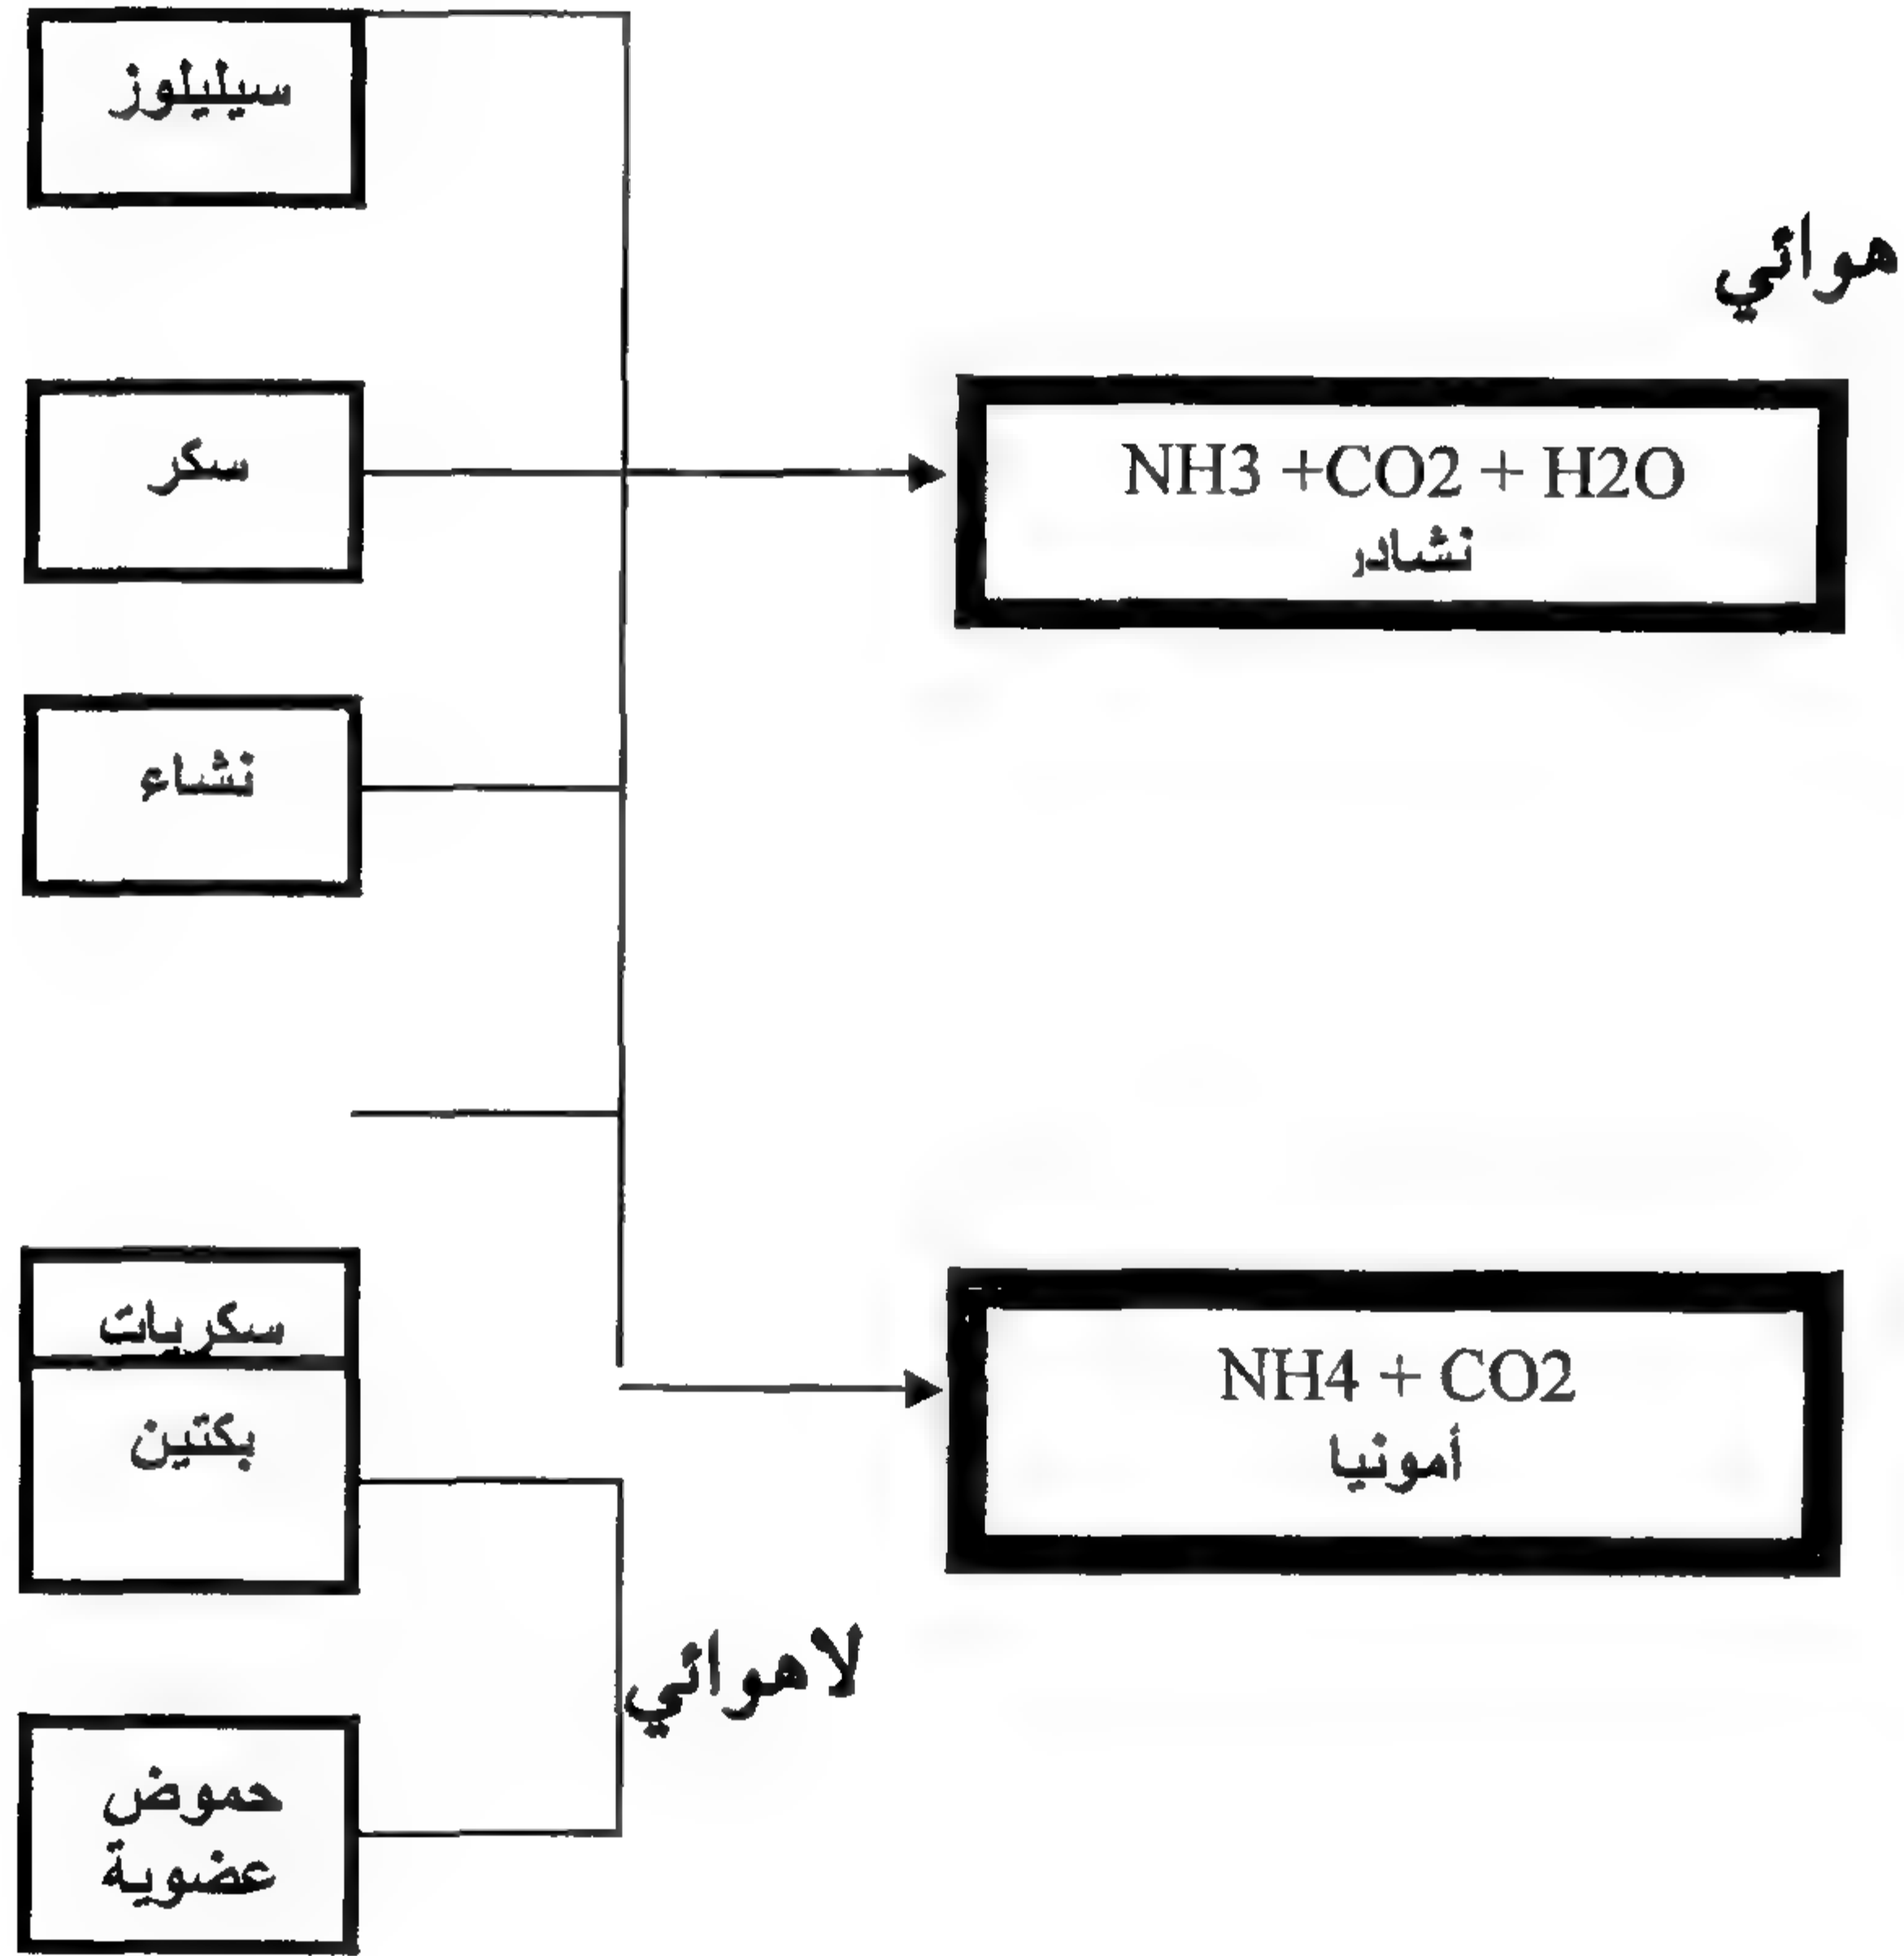 سيليلوز
هوائي
سكر
NH3 +CO2 + H2O
نشادر
نشاء
سكريات
بكتين
NH4 + CO2
أمونيا
لاهوائي
حموض
عضوية